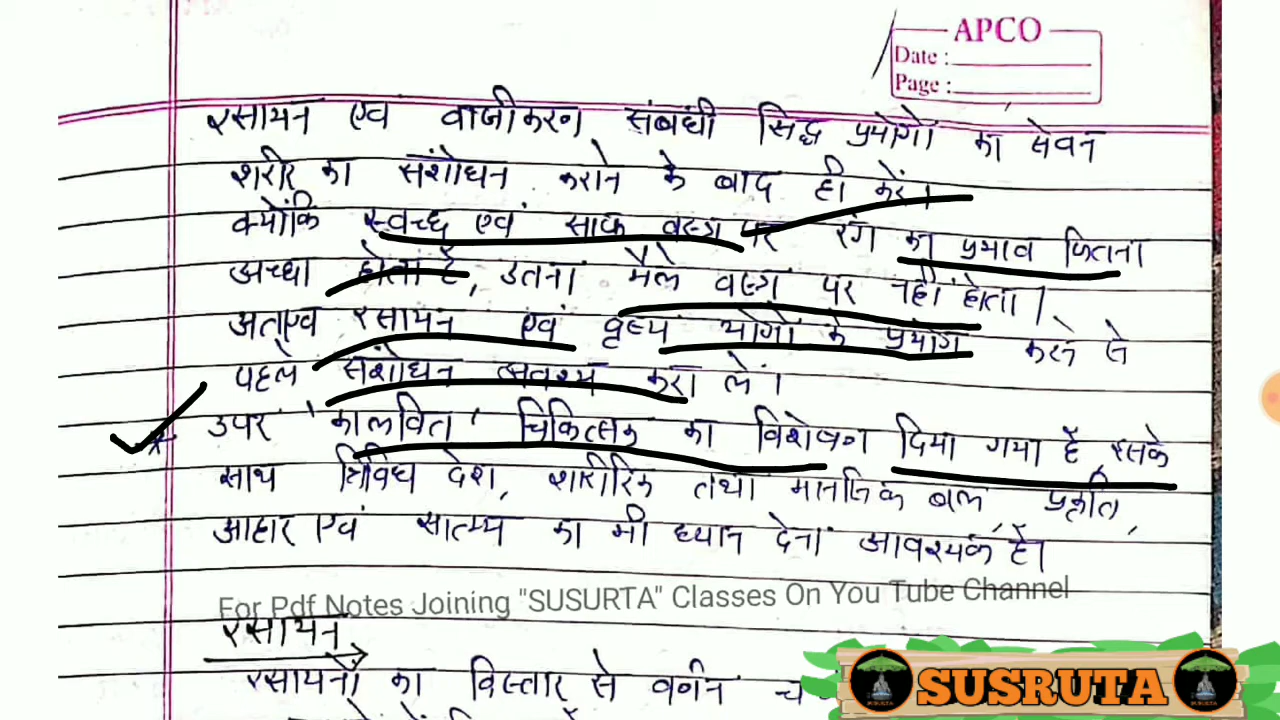 APCO
Date :
Page :
रसायन एवं वाजीकरण संबंधी सिद्ध प्रयोगों का सेवन
शरीर का संशोधन कराने के बाद ही करें।
क्योंकि स्वच्छ एवं साफ वस्त्र पर रंग का प्रभाव जितना
अच्छा होता है, उतना मैले वस्त्र पर नहीं होता।
अतएव रसायन एवं वृष्य योगों के प्रयोग करने से
पहले संशोधन अवश्य करा लें।
उपर 'कालवित' चिकित्सक का विशेषण दिया गया है, इसके
साथ त्रिविध देश, शारीरिक तथा मानसिक बल, प्रकृति,
आहार एवं सात्म्य का भी ध्यान देना आवश्यक है।
For Pdf Notes Joining "SUSURTA" Classes On You Tube Channel
रसायन
रसायनों का विस्तार से वर्णन
SUSRUTA